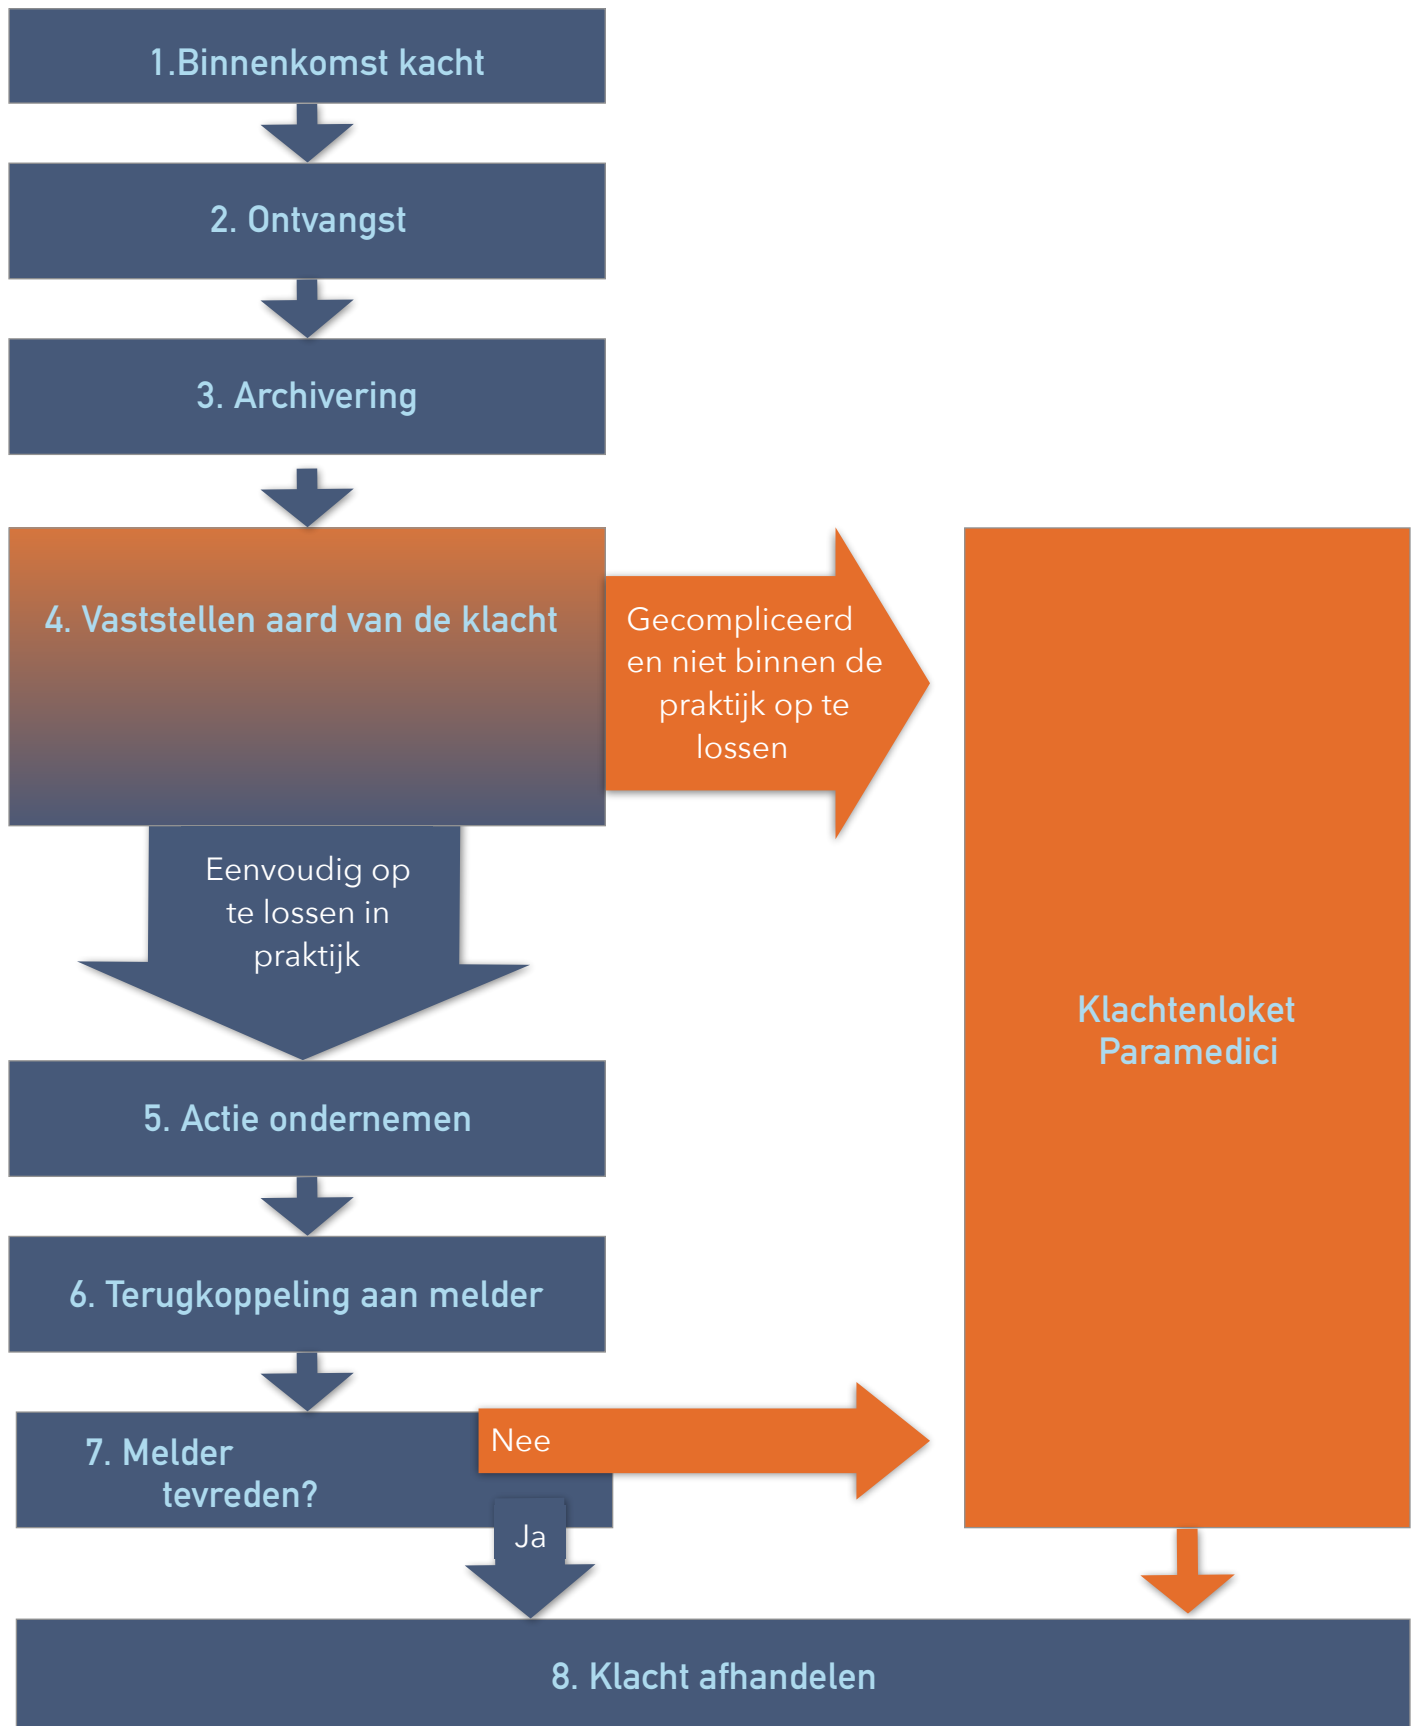 1.Binnenkomst kacht
2. Ontvangst
3. Archivering
4. Vaststellen aard van de klacht
Gecompliceerd
en niet binnen de
praktijk op te
lossen
Eenvoudig op
te lossen in
praktijk
Klachtenloket
Paramedici
5. Actie ondernemen
6. Terugkoppeling aan melder
7. Melder
tevreden?
Nee
Ja
8. Klacht afhandelen